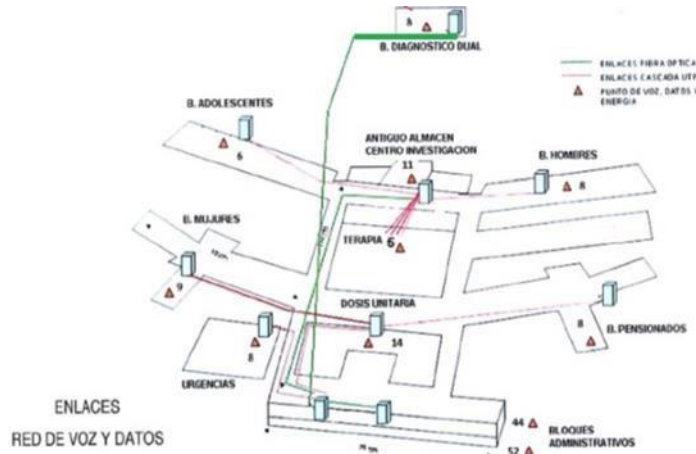 8
B. DIAGNOSTICO DUAL
ENLACES FIBRA OPTICA
ENLACES CASCADA UTP
PUNTO DE VOZ, DATOS Y
ENERGIA
B. ADOLESCENTES
6
ANTIGUO ALMACEN
CENTRO INVESTIGACION
11
B. HOMBRES
8
B. MUJURES
TERAPIA 6
9
DOSIS UNITARIA
14
8
URGENCIAS
8
B. PENSIONADOS
ENLACES
RED DE VOZ Y DATOS
44
BLOQUES
ADMINISTRATIVOS
52